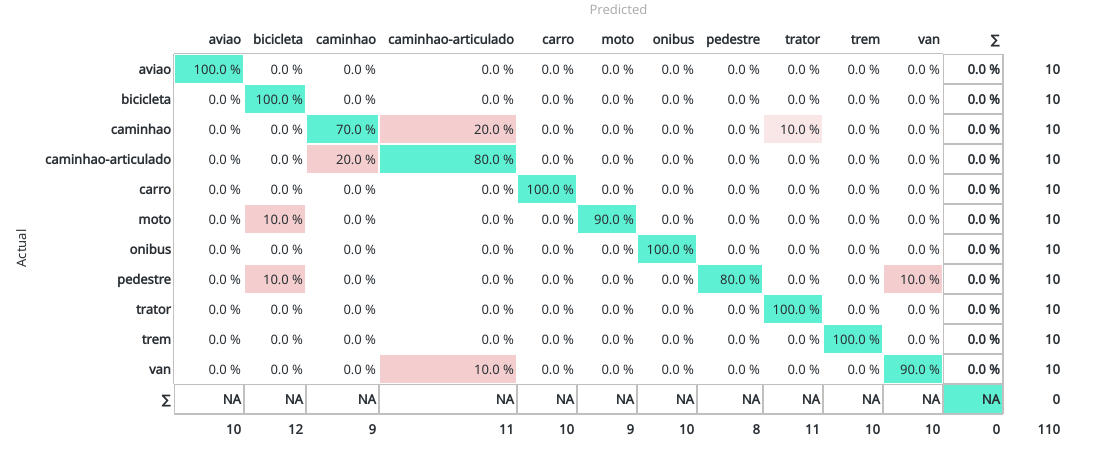 Predicted
aviao bicicleta caminhao caminhao-articulado carro moto onibus pedestre trator trem van Σ
aviao 100.0 % 0.0 % 0.0 % 0.0 % 0.0 % 0.0 % 0.0 % 0.0 % 0.0 % 0.0 % 0.0 % 0.0 % 10
bicicleta 0.0 % 100.0 % 0.0 % 0.0 % 0.0 % 0.0 % 0.0 % 0.0 % 0.0 % 0.0 % 0.0 % 0.0 % 10
caminhao 0.0 % 0.0 % 70.0 % 20.0 % 0.0 % 0.0 % 0.0 % 0.0 % 10.0 % 0.0 % 0.0 % 0.0 % 10
caminhao-articulado 0.0 % 0.0 % 20.0 % 80.0 % 0.0 % 0.0 % 0.0 % 0.0 % 0.0 % 0.0 % 0.0 % 0.0 % 10
carro 0.0 % 0.0 % 0.0 % 0.0 % 100.0 % 0.0 % 0.0 % 0.0 % 0.0 % 0.0 % 0.0 % 0.0 % 10
moto 0.0 % 10.0 % 0.0 % 0.0 % 0.0 % 90.0 % 0.0 % 0.0 % 0.0 % 0.0 % 0.0 % 0.0 % 10
Actual
onibus 0.0 % 0.0 % 0.0 % 0.0 % 0.0 % 0.0 % 100.0 % 0.0 % 0.0 % 0.0 % 0.0 % 0.0 % 10
pedestre 0.0 % 10.0 % 0.0 % 0.0 % 0.0 % 0.0 % 0.0 % 80.0 % 0.0 % 0.0 % 10.0 % 0.0 % 10
trator 0.0 % 0.0 % 0.0 % 0.0 % 0.0 % 0.0 % 0.0 % 0.0 % 100.0 % 0.0 % 0.0 % 0.0 % 10
trem 0.0 % 0.0 % 0.0 % 0.0 % 0.0 % 0.0 % 0.0 % 0.0 % 0.0 % 100.0 % 0.0 % 0.0 % 10
van 0.0 % 0.0 % 0.0 % 10.0 % 0.0 % 0.0 % 0.0 % 0.0 % 0.0 % 0.0 % 90.0 % 0.0 % 10
Σ NA NA NA NA NA NA NA NA NA NA NA NA 0
10 12 9 11 10 9 10 8 11 10 10 0 110